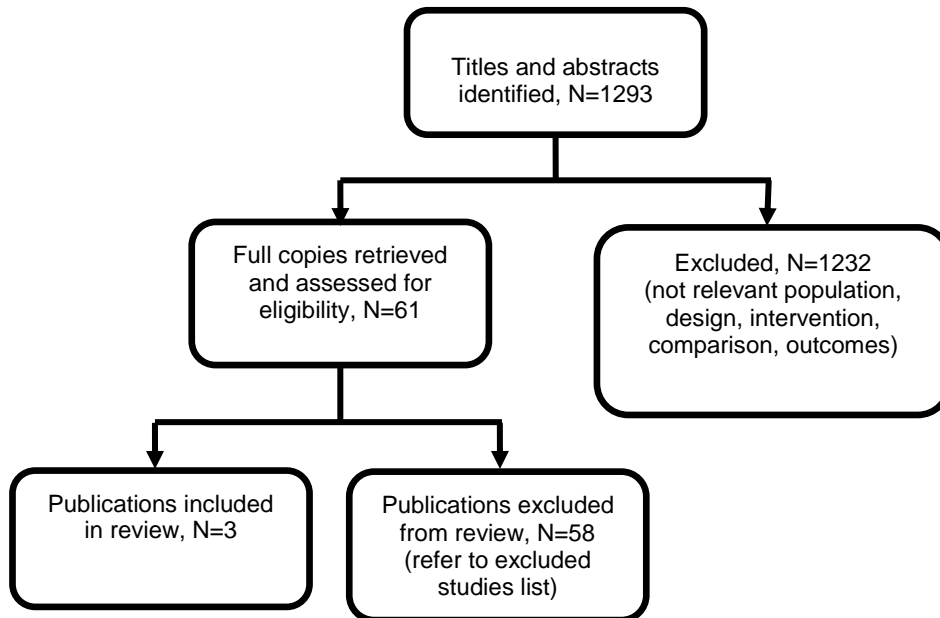 Titles and abstracts
identified, N=1293
Full copies retrieved
and assessed for
eligibility, N=61
Excluded, N=1232
(not relevant population,
design, intervention,
comparison, outcomes)
Publications included
in review, N=3
Publications excluded
from review, N=58
(refer to excluded
studies list)